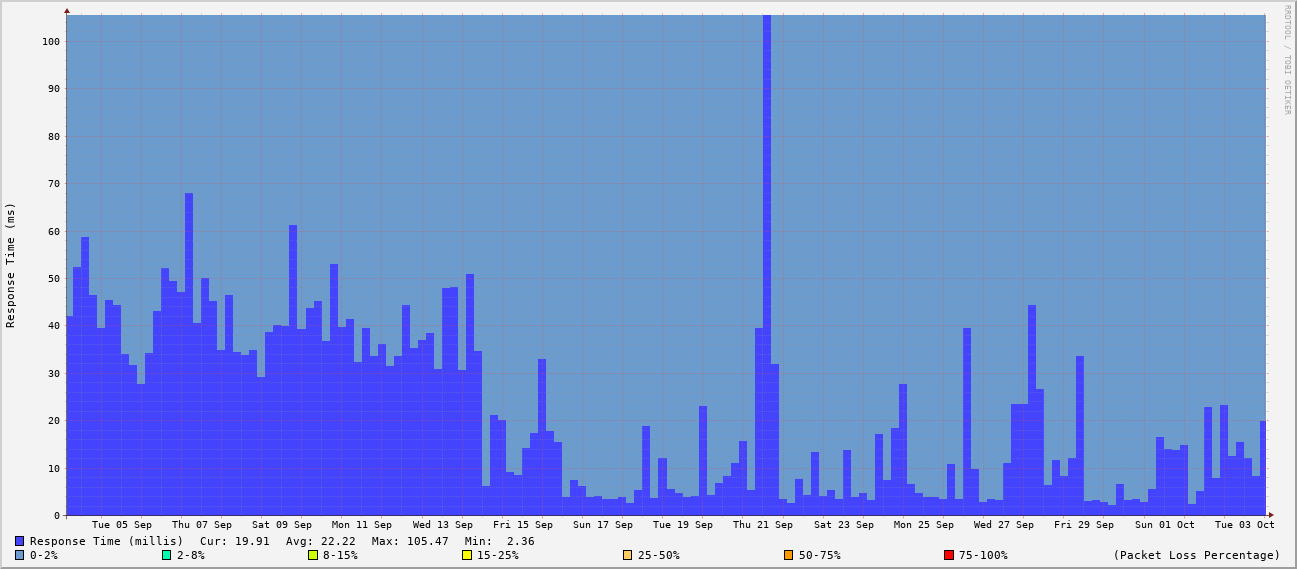 RRDTOOL / TOBI OETIKER
Response Time (ms)
100
90
80
70
60
50
40
30
20
10
0
Tue 05 Sep Thu 07 Sep Sat 09 Sep Mon 11 Sep Wed 13 Sep Fri 15 Sep Sun 17 Sep Tue 19 Sep Thu 21 Sep Sat 23 Sep Mon 25 Sep Wed 27 Sep Fri 29 Sep Sun 01 Oct Tue 03 Oct
Response Time (millis) Cur: 19.91 Avg: 22.22 Max: 105.47 Min: 2.36
0-2% 2-8% 8-15% 15-25% 25-50% 50-75% 75-100% (Packet Loss Percentage)